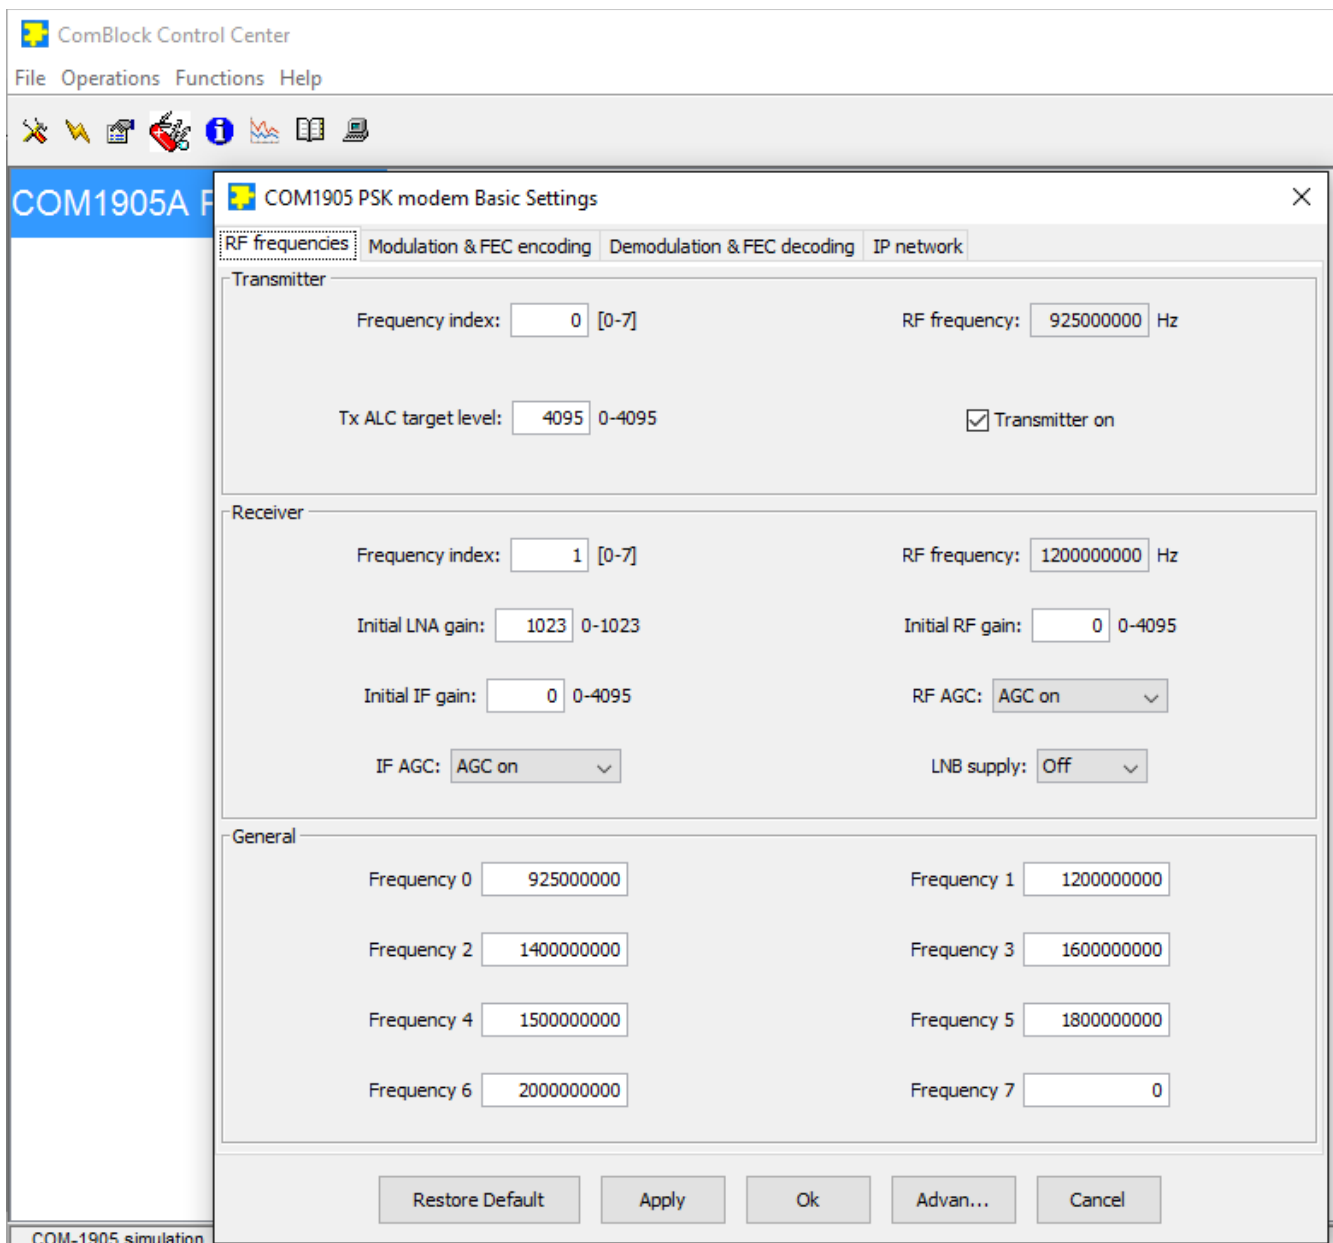 ComBlock Control Center
File Operations Functions Help
COM1905A
COM1905 PSK modem Basic Settings
RF frequencies Modulation & FEC encoding Demodulation & FEC decoding IP network
Transmitter
Frequency index: 0 [0-7] RF frequency: 925000000 Hz
Tx ALC target level: 4095 0-4095 Transmitter on
Receiver
Frequency index: 1 [0-7] RF frequency: 1200000000 Hz
Initial LNA gain: 1023 0-1023 Initial RF gain: 0 0-4095
Initial IF gain: 0 0-4095 RF AGC: AGC on
IF AGC: AGC on LNB supply: Off
General
Frequency 0 925000000 Frequency 1 1200000000
Frequency 2 1400000000 Frequency 3 1600000000
Frequency 4 1500000000 Frequency 5 1800000000
Frequency 6 2000000000 Frequency 7 0
Restore Default Apply Ok Advan... Cancel
COM-1905 simulation